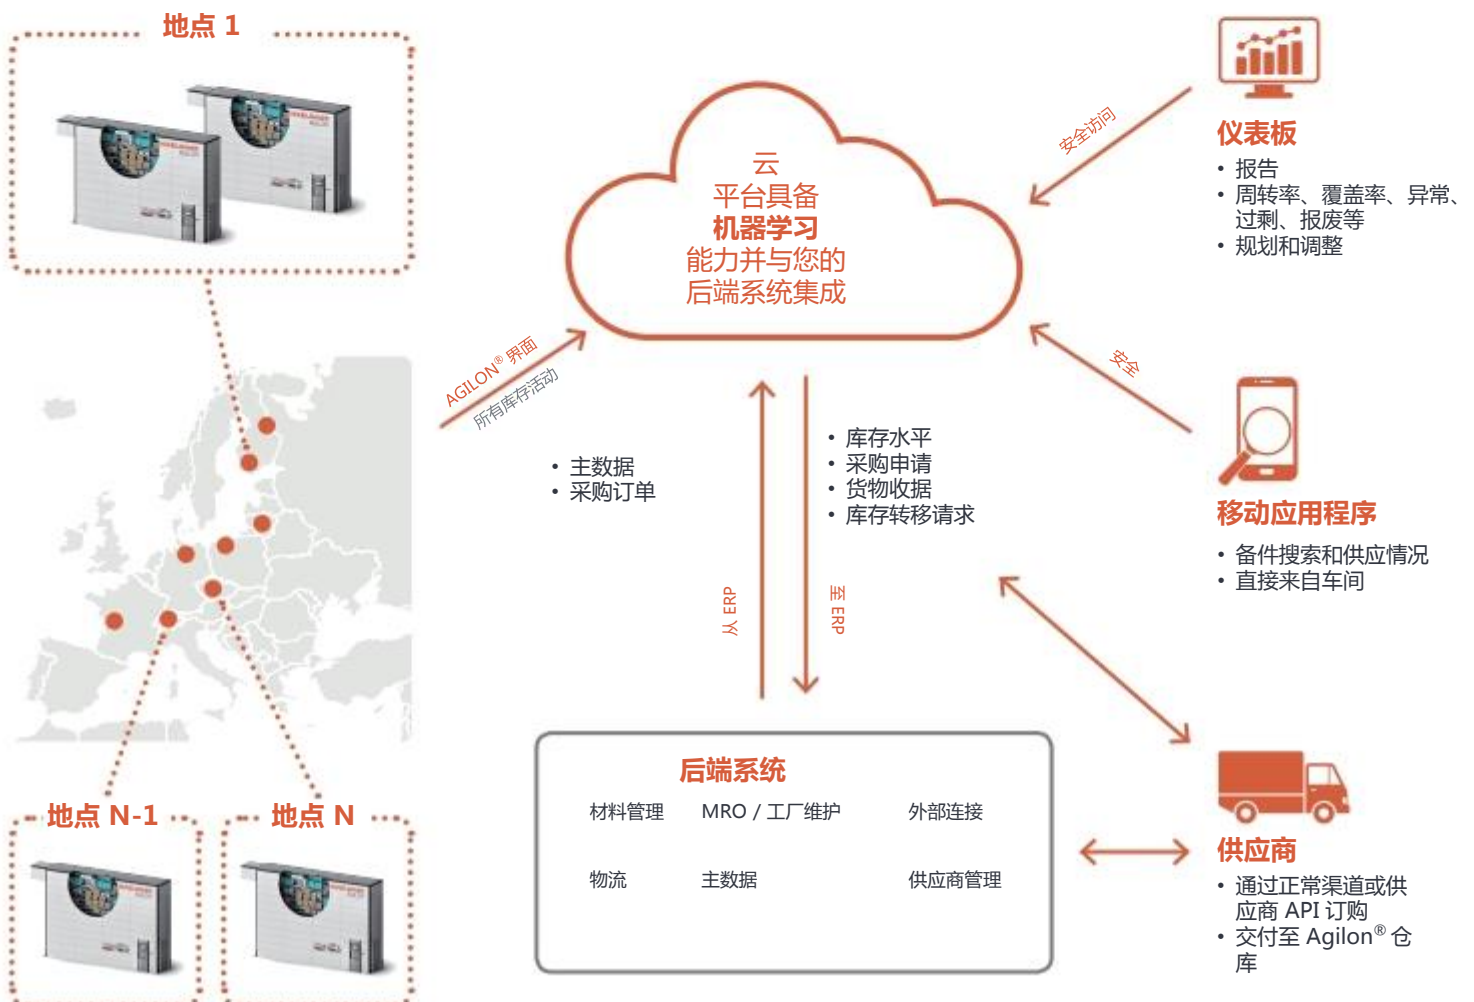 地点 1
云
平台具备
机器学习
能力并与您的
后端系统集成
安全访问
仪表板
• 报告
• 周转率、覆盖率、异常、
过剩、报废等
• 规划和调整
AGILON® 界面
所有库存活动
安全
• 主数据
• 采购订单
• 库存水平
• 采购申请
• 货物收据
• 库存转移请求
移动应用程序
• 备件搜索和供应情况
• 直接来自车间
从 ERP
至 ERP
后端系统
材料管理 MRO / 工厂维护 外部连接
物流 主数据 供应商管理
供应商
• 通过正常渠道或供
应商 API 订购
• 交付至 Agilon® 仓
库
地点 N-1
地点 N